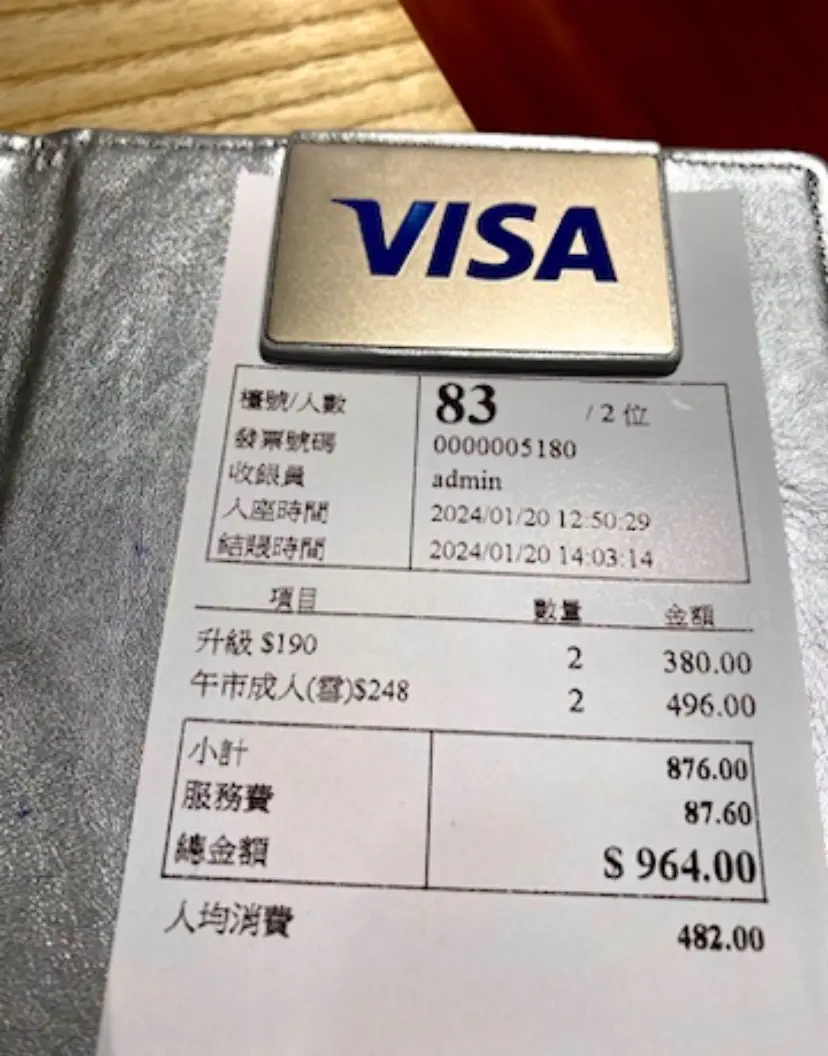 VISA
檯號/人數 83 / 2 位
發票號碼 0000005180
收銀員 admin
入座時間 2024/01/20 12:50:29
結賬時間 2024/01/20 14:03:14
項目 數量 金額
升級 $190 2 380.00
午市成人(雪)$248 2 496.00
小計 876.00
服務費 87.60
總金額 $ 964.00
人均消費 482.00